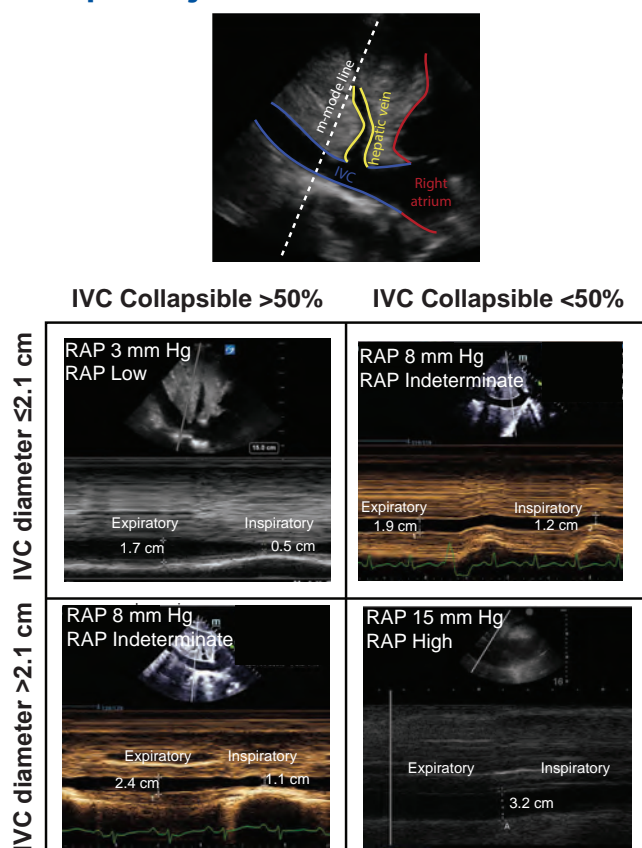 m-mode line
hepatic vein
IVC
Right
atrium
IVC Collapsible >50%
IVC Collapsible <50%
IVC diameter ≤2.1 cm
RAP 3 mm Hg
RAP Low
15.0 cm
Expiratory
1.7 cm
Inspiratory
0.5 cm
RAP 8 mm Hg
RAP Indeterminate
Expiratory
1.9 cm
Inspiratory
1.2 cm
IVC diameter >2.1 cm
RAP 8 mm Hg
RAP Indeterminate
Expiratory
2.4 cm
Inspiratory
1.1 cm
RAP 15 mm Hg
RAP High
16
Expiratory
Inspiratory
3.2 cm
A